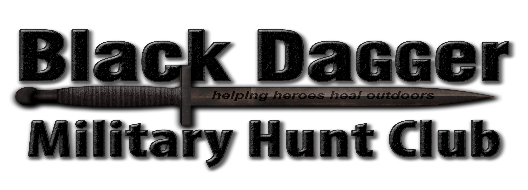 Black Dagger
helping heroes heal outdoors
Military Hunt Club